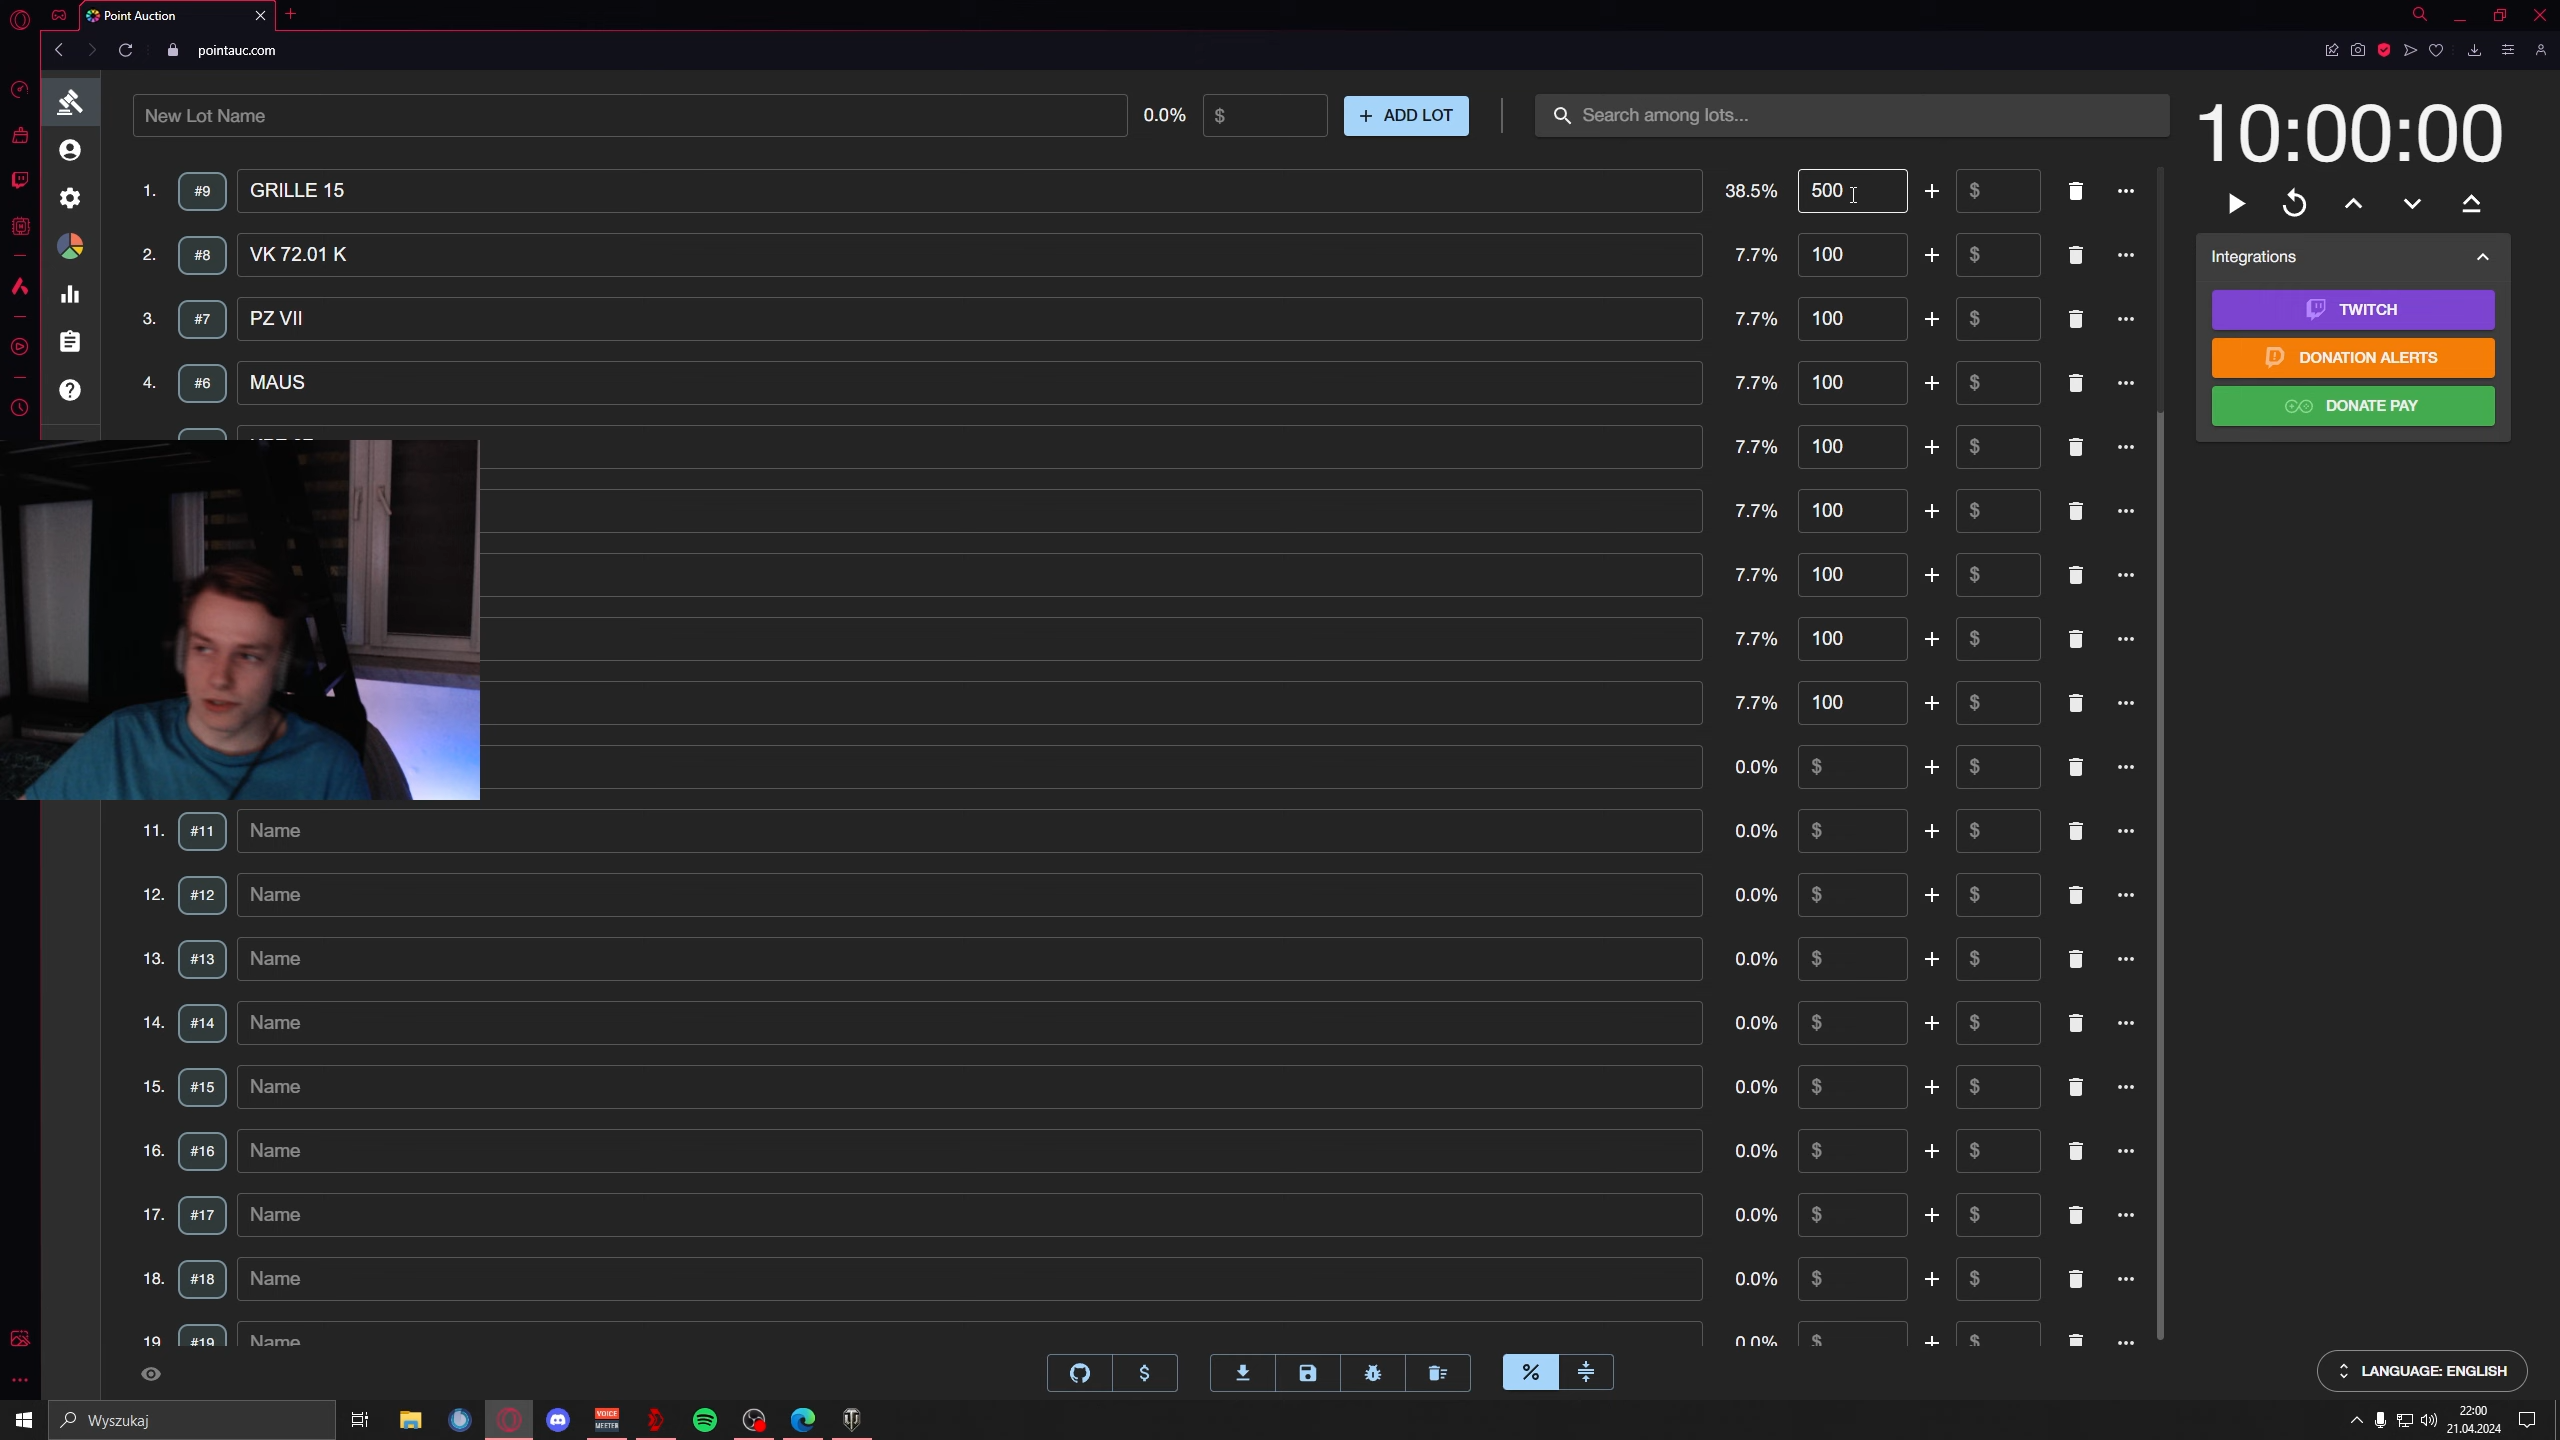 Point Auction
pointauc.com
New Lot Name 0.0% $ + ADD LOT Search among lots... 10:00:00
1. #9 GRILLE 15 38.5% 500 + $
2. #8 VK 72.01 K 7.7% 100 + $
Integrations
3. #7 PZ VII 7.7% 100 + $
TWITCH
4. #6 MAUS 7.7% 100 + $
DONATION ALERTS
DONATE PAY
7.7% 100 + $
7.7% 100 + $
7.7% 100 + $
7.7% 100 + $
7.7% 100 + $
0.0% $ + $
11. #11 Name 0.0% $ + $
12. #12 Name 0.0% $ + $
13. #13 Name 0.0% $ + $
14. #14 Name 0.0% $ + $
15. #15 Name 0.0% $ + $
16. #16 Name 0.0% $ + $
17. #17 Name 0.0% $ + $
18. #18 Name 0.0% $ + $
19 #19 Name 0.0% $ + $
$ % LANGUAGE: ENGLISH
Wyszukaj
VOICE
MEETER
22:00
21.04.2024